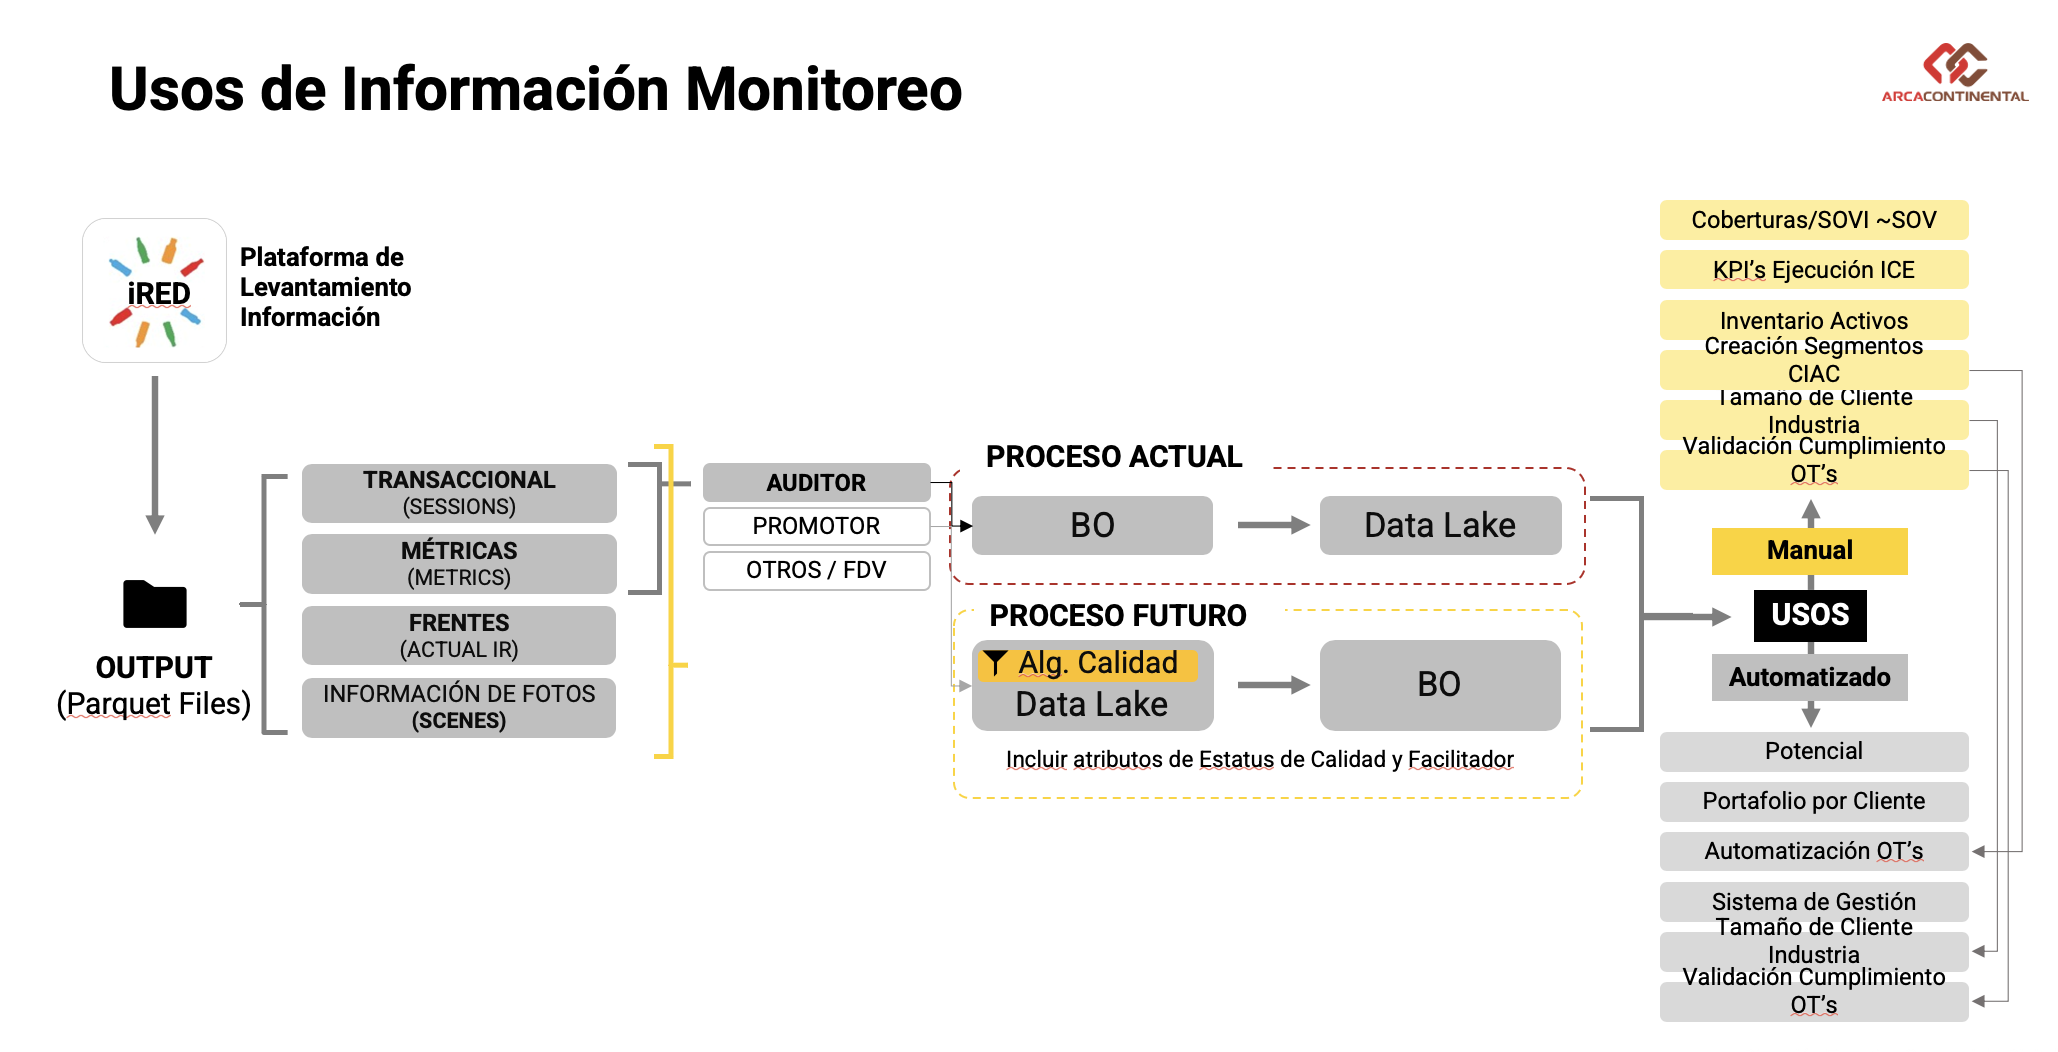 Usos de Información Monitoreo
ARCACONTINENTAL
iRED
Plataforma de
Levantamiento
Información
OUTPUT
(Parquet Files)
TRANSACCIONAL
(SESSIONS)
MÉTRICAS
(METRICS)
FRENTES
(ACTUAL IR)
INFORMACIÓN DE FOTOS
(SCENES)
AUDITOR
PROMOTOR
OTROS / FDV
PROCESO ACTUAL
BO
Data Lake
PROCESO FUTURO
Alg. Calidad
Data Lake
BO
Incluir atributos de Estatus de Calidad y Facilitador
Coberturas/SOVI ~SOV
KPI's Ejecución ICE
Inventario Activos
Creación Segmentos
CIAC
Tamaño de Cliente
Industria
Validación Cumplimiento
OT's
Manual
USOS
Automatizado
Potencial
Portafolio por Cliente
Automatización OT's
Sistema de Gestión
Tamaño de Cliente
Industria
Validación Cumplimiento
OT's